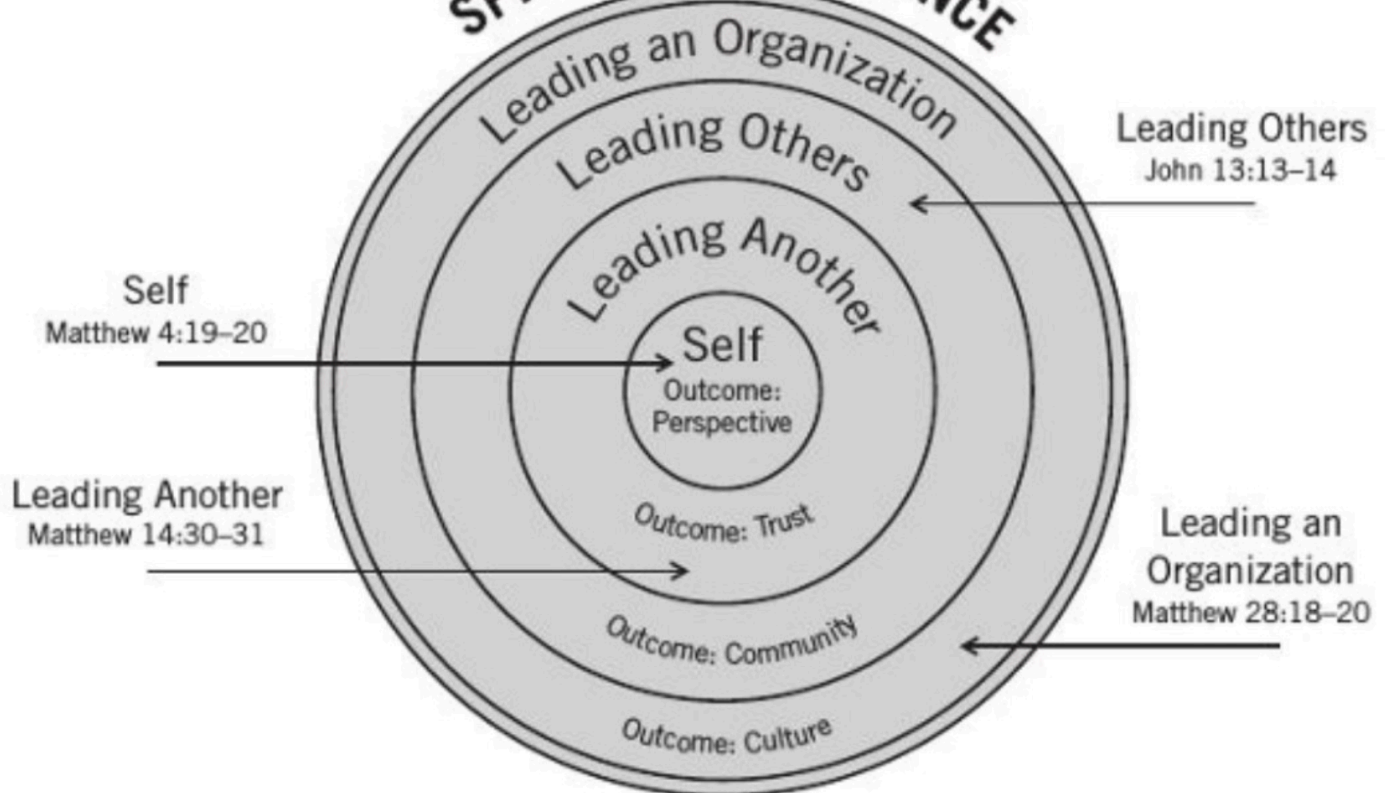 Leading an Organization
Leading Others
Leading Another
Self
Outcome:
Perspective
Outcome: Trust
Outcome: Community
Outcome: Culture
Self
Matthew 4:19–20
Leading Another
Matthew 14:30–31
Leading Others
John 13:13–14
Leading an
Organization
Matthew 28:18–20